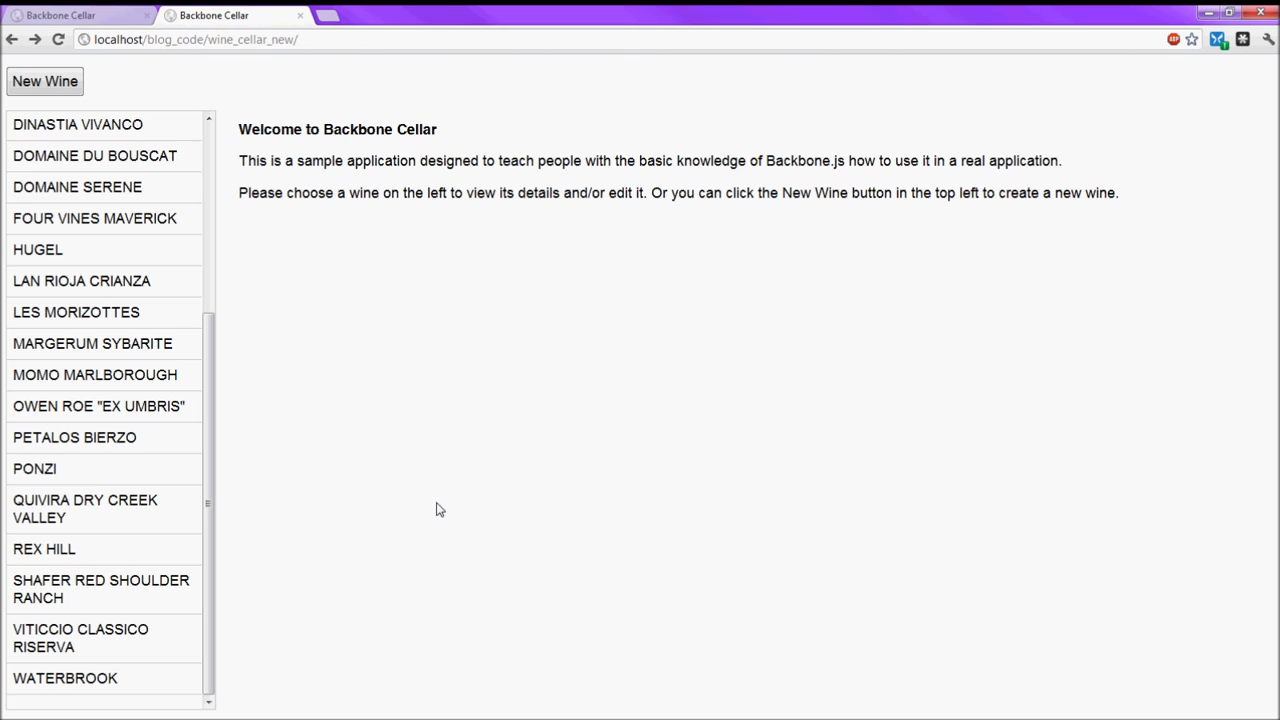 Backbone Cellar
Backbone Cellar
localhost/blog_code/wine_cellar_new/
New Wine
DINASTIA VIVANCO
DOMAINE DU BOUSCAT
DOMAINE SERENE
FOUR VINES MAVERICK
HUGEL
LAN RIOJA CRIANZA
LES MORIZOTTES
MARGERUM SYBARITE
MOMO MARLBOROUGH
OWEN ROE "EX UMBRIS"
PETALOS BIERZO
PONZI
QUIVIRA DRY CREEK
VALLEY
REX HILL
SHAFER RED SHOULDER
RANCH
VITICCIO CLASSICO
RISERVA
WATERBROOK
Welcome to Backbone Cellar
This is a sample application designed to teach people with the basic knowledge of Backbone.js how to use it in a real application.
Please choose a wine on the left to view its details and/or edit it. Or you can click the New Wine button in the top left to create a new wine.